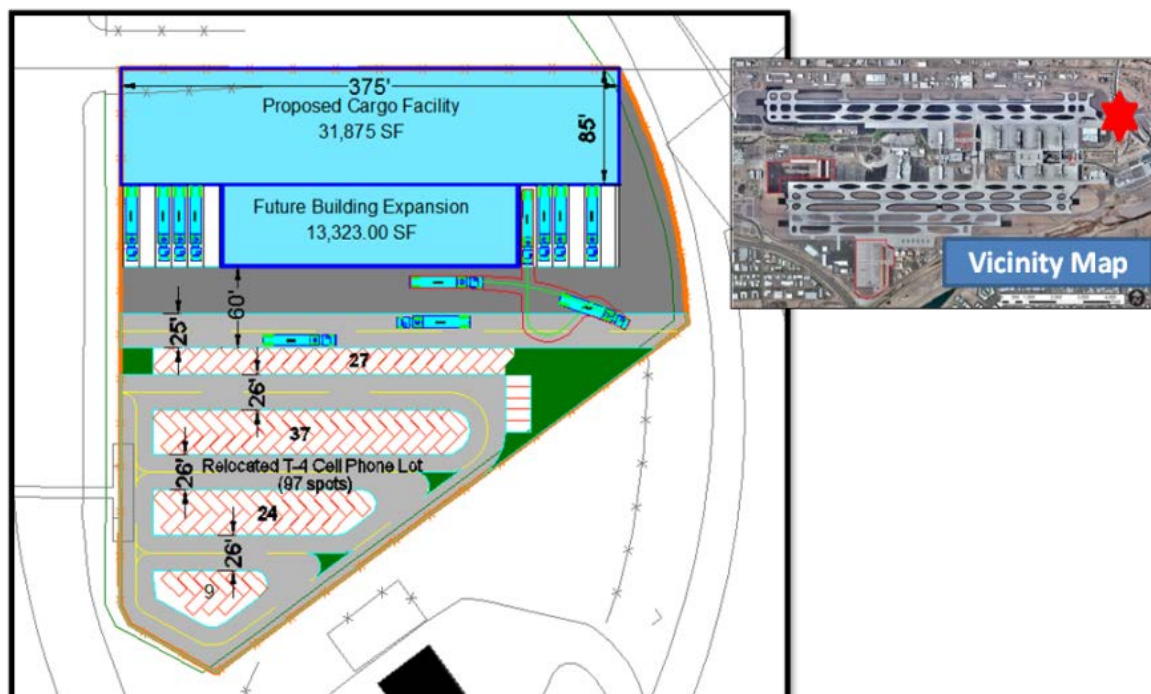 375'
Proposed Cargo Facility
31,875 SF
85'
Future Building Expansion
13,323.00 SF
60'
25'
27
26'
37
26'
Relocated T-4 Cell Phone Lot
(97 spots)
24
26'
9
Vicinity Map